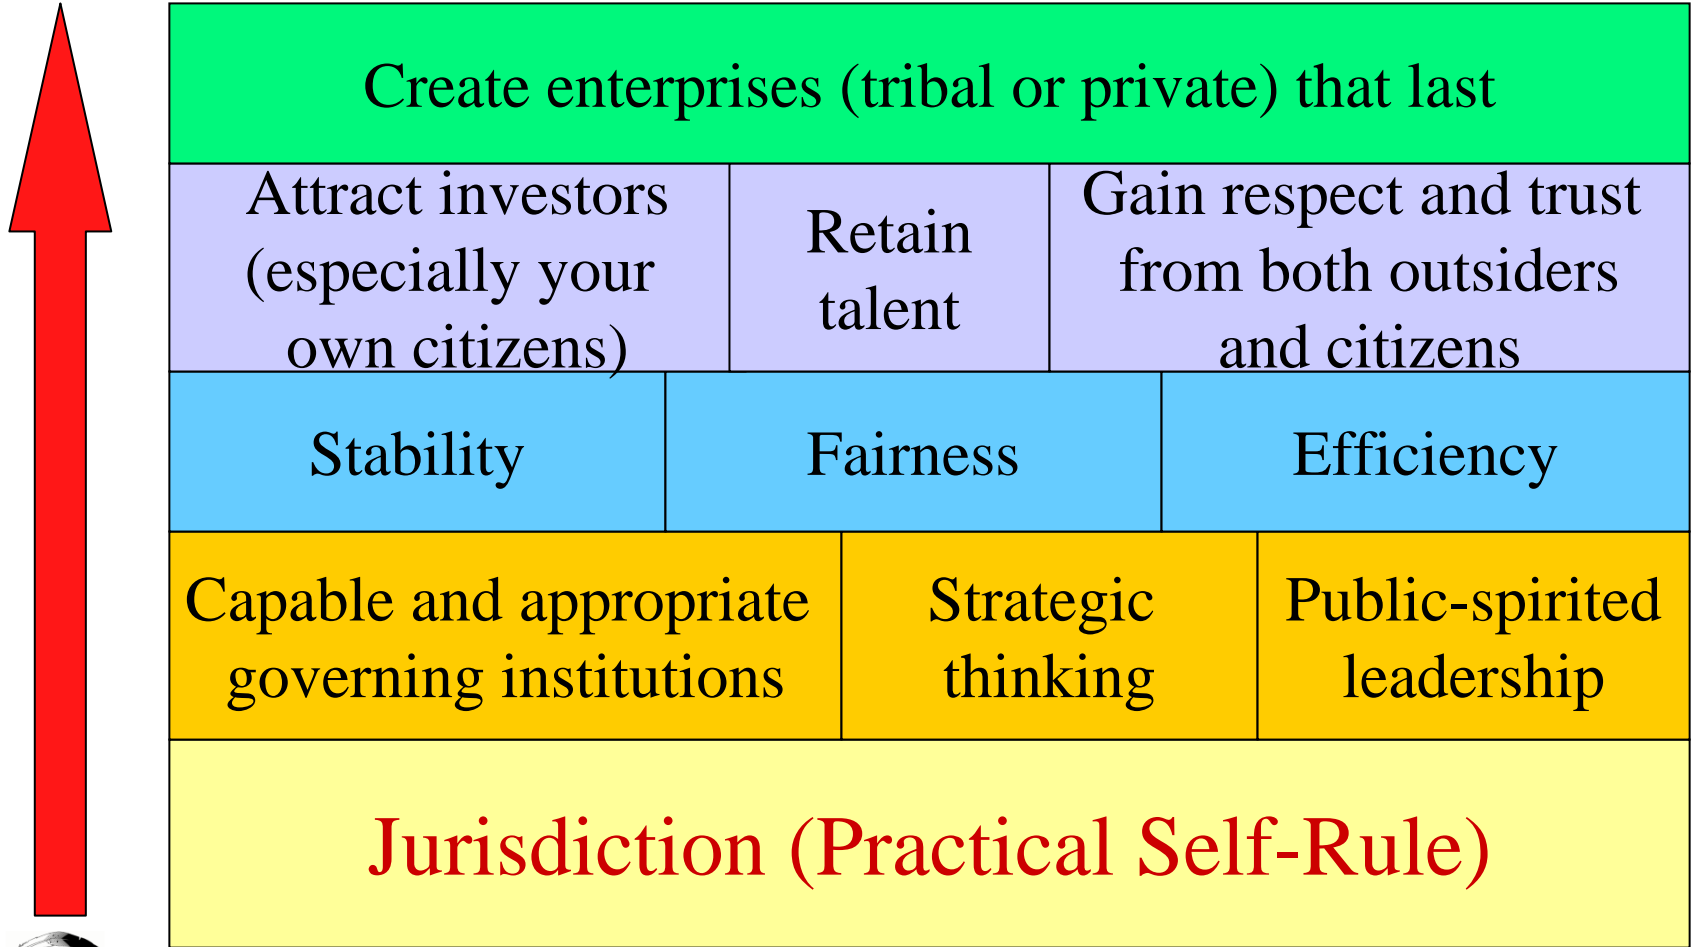 Create enterprises (tribal or private) that last
Attract investors
(especially your
own citizens)
Retain
talent
Gain respect and trust
from both outsiders
and citizens
Stability
Fairness
Efficiency
Capable and appropriate
governing institutions
Strategic
thinking
Public-spirited
leadership
Jurisdiction (Practical Self-Rule)